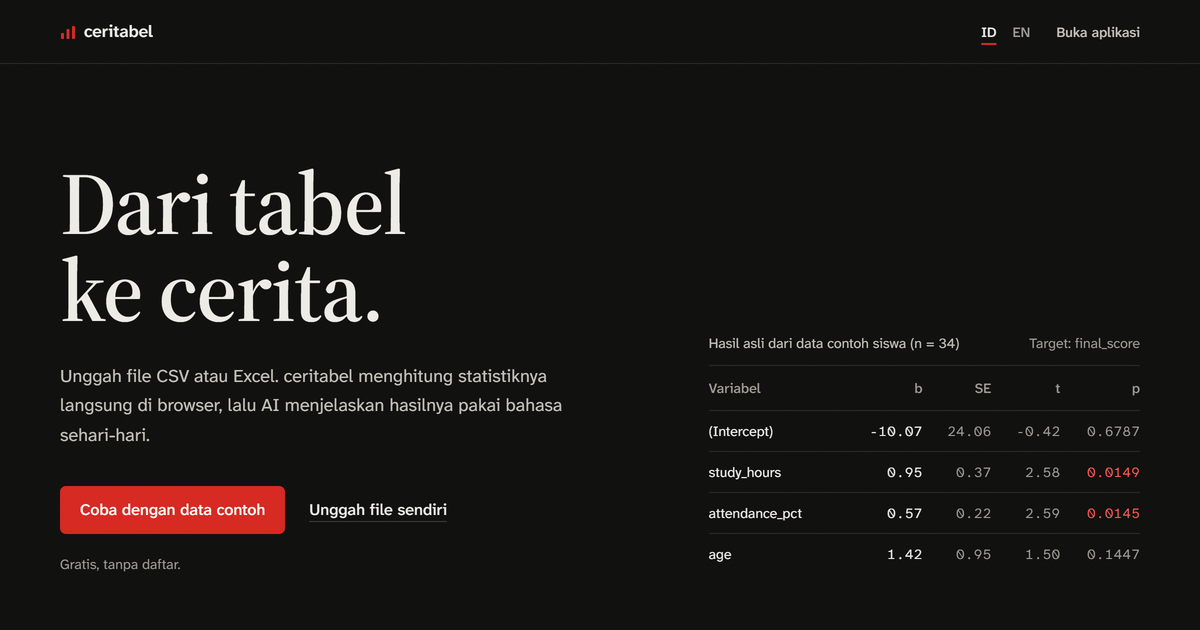 ceritabel
ID EN Buka aplikasi
Dari tabel
ke cerita.
Unggah file CSV atau Excel. ceritabel menghitung statistiknya
langsung di browser, lalu AI menjelaskan hasilnya pakai bahasa
sehari-hari.
Coba dengan data contoh Unggah file sendiri
Gratis, tanpa daftar.
Hasil asli dari data contoh siswa (n = 34) Target: final_score
Variabel b SE t p
(Intercept) -10.07 24.06 -0.42 0.6787
study_hours 0.95 0.37 2.58 0.0149
attendance_pct 0.57 0.22 2.59 0.0145
age 1.42 0.95 1.50 0.1447